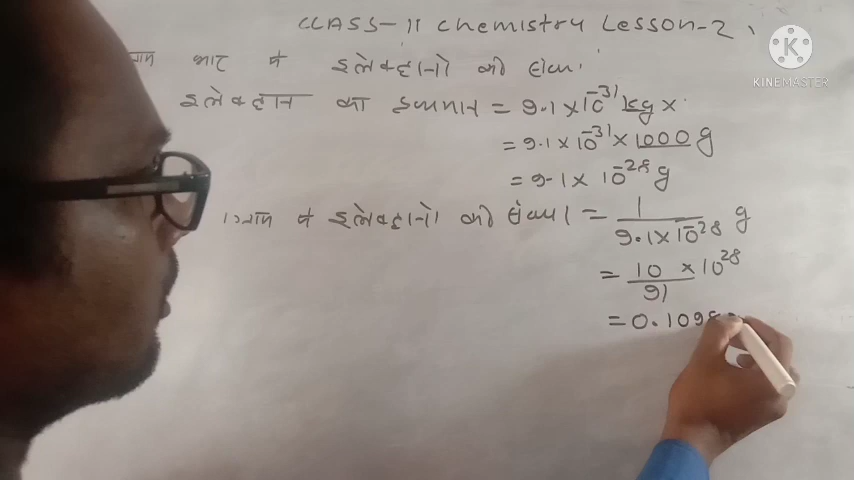 CLASS-11 Chemistry Lesson-2
भार के इलेक्ट्रानो की संख्या
K
KINEMASTER
इलेक्ट्रान का द्रव्यमान = 9.1 × 10⁻³¹ kg ×
= 9.1 × 10⁻³¹ × 1000 g
= 9.1 × 10⁻²⁸ g
1 ग्राम के इलेक्ट्रानो की संख्या = 1 / 9.1 × 10⁻²⁸ g
= 10 / 91 × 10²⁸
= 0.109